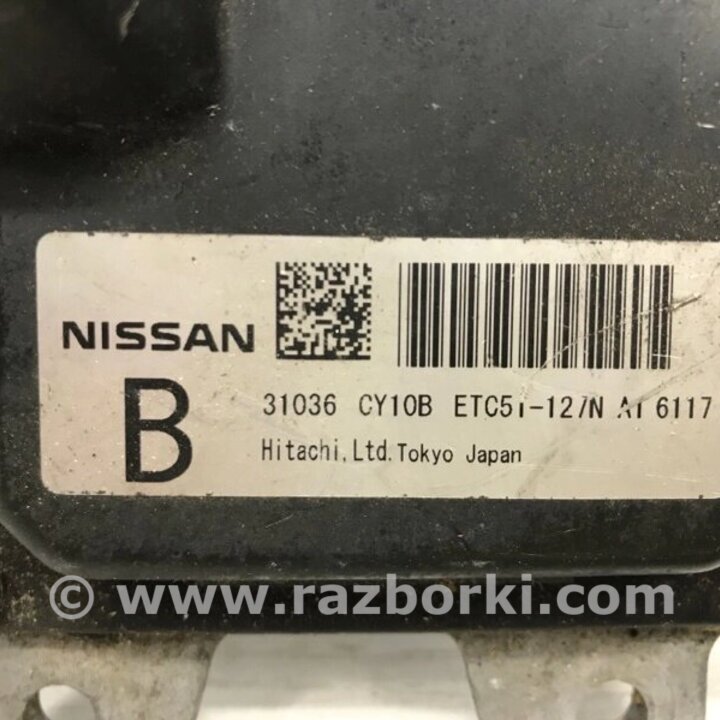 NISSAN
B
31036 CY10B ETC51-127N A1 6117
Hitachi,Ltd.Tokyo Japan
© www.razborki.com